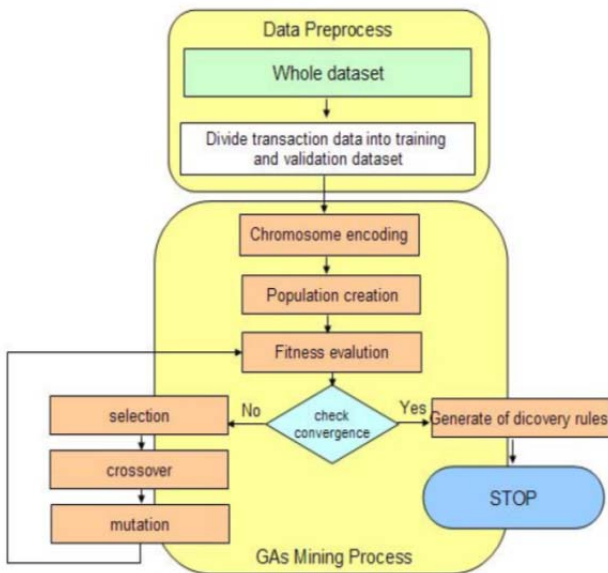 Data Preprocess
Whole dataset
Divide transaction data into training
and validation dataset
Chromosome encoding
Population creation
Fitness evalution
check
convergence
No
Yes
selection
crossover
mutation
Generate of dicovery rules
STOP
GAs Mining Process